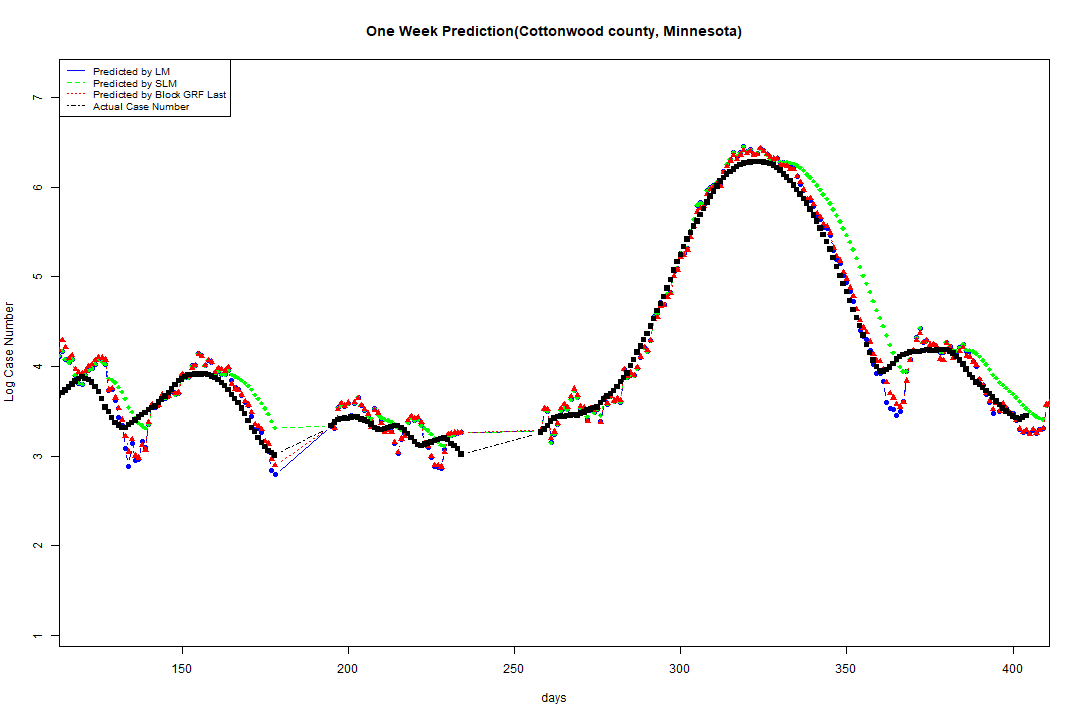 One Week Prediction(Cottonwood county, Minnesota)
Predicted by LM
Predicted by SLM
Predicted by Block GRF Last
Actual Case Number
7
6
5
4
3
2
1
Log Case Number
150 200 250 300 350 400
days